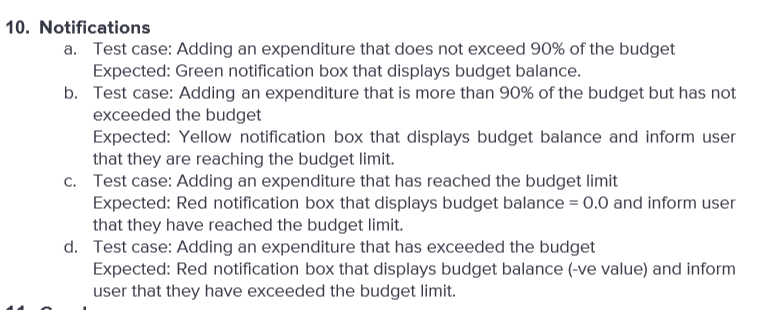 10. Notifications
a. Test case: Adding an expenditure that does not exceed 90% of the budget
Expected: Green notification box that displays budget balance.
b. Test case: Adding an expenditure that is more than 90% of the budget but has not
exceeded the budget
Expected: Yellow notification box that displays budget balance and inform user
that they are reaching the budget limit.
c. Test case: Adding an expenditure that has reached the budget limit
Expected: Red notification box that displays budget balance = 0.0 and inform user
that they have reached the budget limit.
d. Test case: Adding an expenditure that has exceeded the budget
Expected: Red notification box that displays budget balance (-ve value) and inform
user that they have exceeded the budget limit.